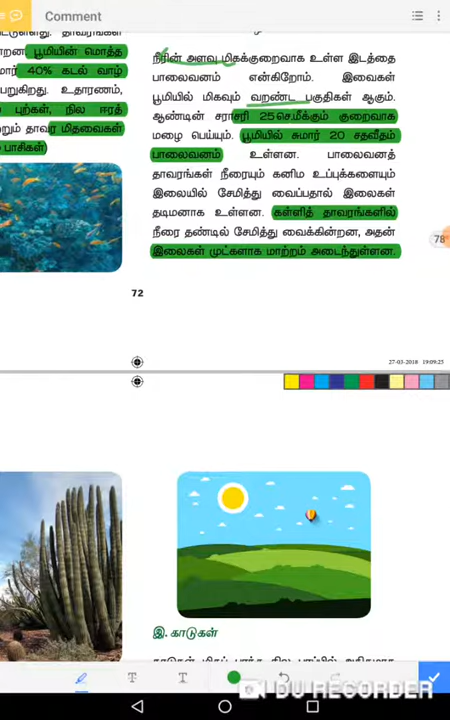 Comment
பூமியின் மொத்த
40% கடல் வாழ்
பறுகிறது. உதாரணம்,
புற்கள், நில ஈரத்
றும் தாவர மிதவைகள்
பாசிகள்)
நீரின் அளவு மிகக்குறைவாக உள்ள இடத்தை
பாலைவனம் என்கிறோம். இவைகள்
பூமியில் மிகவும் வறண்ட பகுதிகள் ஆகும்.
ஆண்டின் சராசரி 25 செ.மீக்கும் குறைவாக
மழை பெய்யும். பூமியில் சுமார் 20 சதவீதம்
பாலைவனம் உள்ளன. பாலைவனத்
தாவரங்கள் நீரையும் கனிம உப்புக்களையும்
இலையில் சேமித்து வைப்பதால் இலைகள்
தடிமனாக உள்ளன. கள்ளித் தாவரங்களில்
நீரை தண்டில் சேமித்து வைக்கின்றன, அதன்
இலைகள் முட்களாக மாற்றம் அடைந்துள்ளன.
78
72
27-03-2018 19:09:25
இ. காடுகள்
DU RECORDER